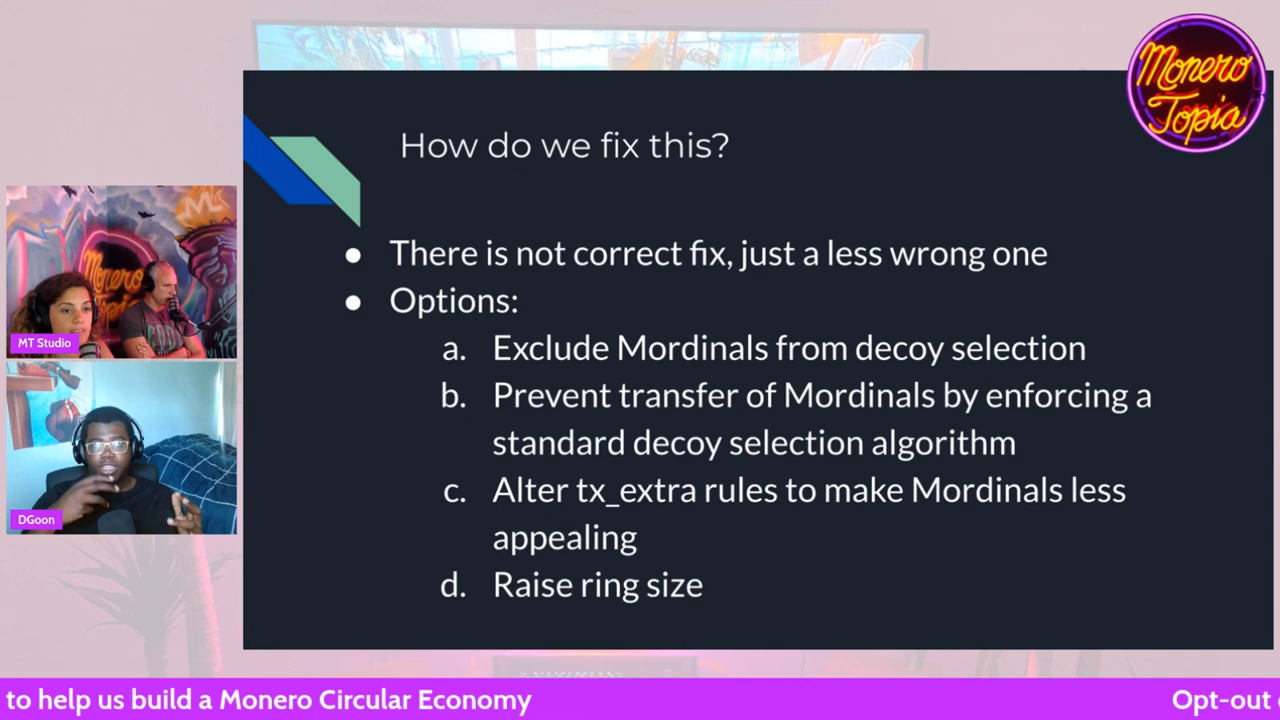 Monero
Topia
How do we fix this?
● There is not correct fix, just a less wrong one
● Options:
a. Exclude Mordinals from decoy selection
b. Prevent transfer of Mordinals by enforcing a
standard decoy selection algorithm
c. Alter tx_extra rules to make Mordinals less
appealing
d. Raise ring size
Monero
Topia
MT Studio
DGoon
to help us build a Monero Circular Economy
Opt-out